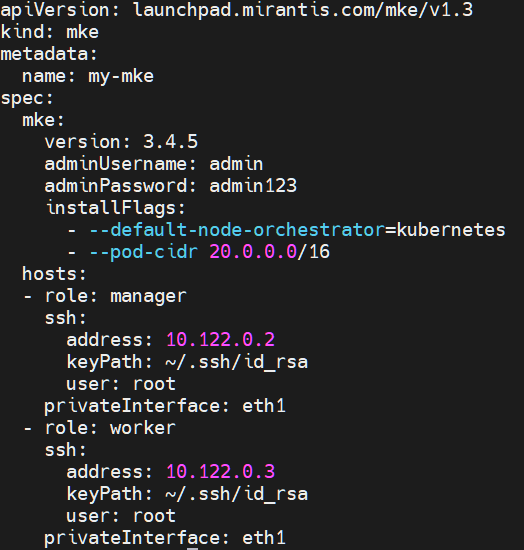 apiVersion: launchpad.mirantis.com/mke/v1.3
kind: mke
metadata:
  name: my-mke
spec:
  mke:
    version: 3.4.5
    adminUsername: admin
    adminPassword: admin123
    installFlags:
      - --default-node-orchestrator=kubernetes
      - --pod-cidr 20.0.0.0/16
  hosts:
  - role: manager
    ssh:
      address: 10.122.0.2
      keyPath: ~/.ssh/id_rsa
      user: root
    privateInterface: eth1
  - role: worker
    ssh:
      address: 10.122.0.3
      keyPath: ~/.ssh/id_rsa
      user: root
    privateInterface: eth1